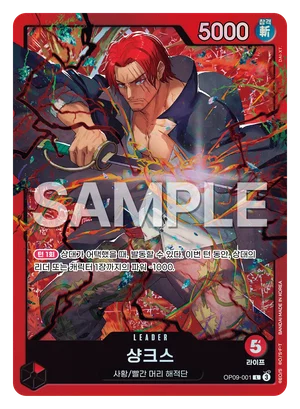 5000
참격
斬
SAMPLE
턴 1회 상대가 어택했을 때, 발동할 수 있다. 이번 턴 동안, 상대의
리더 또는 캐릭터 1장까지의 파워 -1000.
LEADER
샹크스
사황/빨간 머리 해적단
5
라이프
OP09-001 L